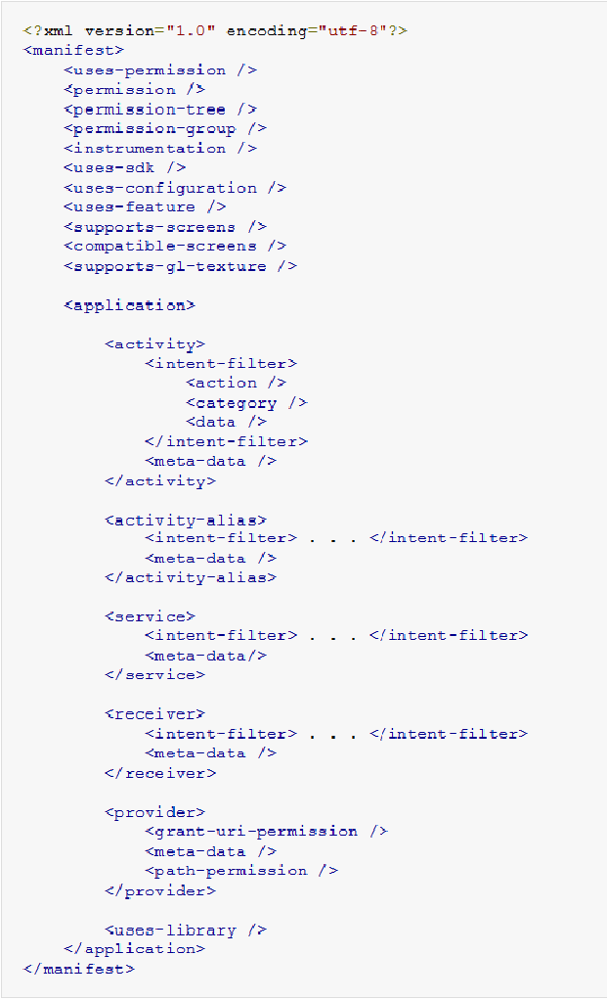 <?xml version="1.0" encoding="utf-8"?>
<manifest>
    <uses-permission />
    <permission />
    <permission-tree />
    <permission-group />
    <instrumentation />
    <uses-sdk />
    <uses-configuration />
    <uses-feature />
    <supports-screens />
    <compatible-screens />
    <supports-gl-texture />
    <application>
        <activity>
            <intent-filter>
                <action />
                <category />
                <data />
            </intent-filter>
            <meta-data />
        </activity>
        <activity-alias>
            <intent-filter> . . . </intent-filter>
            <meta-data />
        </activity-alias>
        <service>
            <intent-filter> . . . </intent-filter>
            <meta-data/>
        </service>
        <receiver>
            <intent-filter> . . . </intent-filter>
            <meta-data />
        </receiver>
        <provider>
            <grant-uri-permission />
            <meta-data />
            <path-permission />
        </provider>
        <uses-library />
    </application>
</manifest>